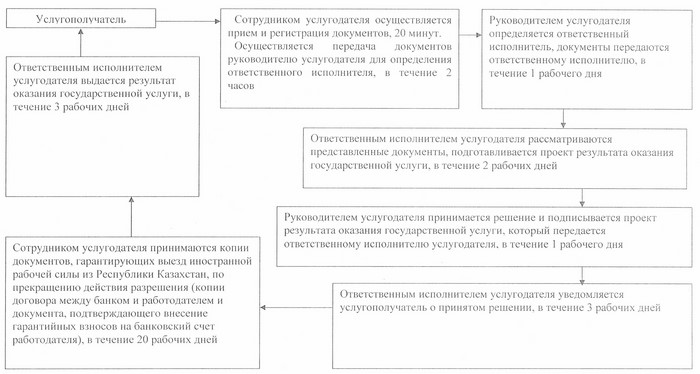 Услугополучатель
Сотрудником услугодателя осуществляется
прием и регистрация документов, 20 минут.
Осуществляется передача документов
руководителю услугодателя для определения
ответственного исполнителя, в течение 2
часов
Руководителем услугодателя
определяется ответственный
исполнитель, документы передаются
ответственному исполнителю, в
течение 1 рабочего дня
Ответственным исполнителем услугодателя рассматриваются
представленные документы, подготавливается проект результата оказания
государственной услуги, в течение 2 рабочих дней
Руководителем услугодателя принимается решение и подписывается проект
результата оказания государственной услуги, который передается
ответственному исполнителю услугодателя, в течение 1 рабочего дня
Ответственным исполнителем услугодателя уведомляется
услугополучатель о принятом решении, в течение 3 рабочих дней
Сотрудником услугодателя принимаются копии
документов, гарантирующих выезд иностранной
рабочей силы из Республики Казахстан, по
прекращению действия разрешения (копии
договора между банком и работодателем и
документа, подтверждающего внесение
гарантийных взносов на банковский счет
работодателя), в течение 20 рабочих дней
Ответственным исполнителем
услугодателя выдается результат
оказания государственной услуги, в
течение 3 рабочих дней